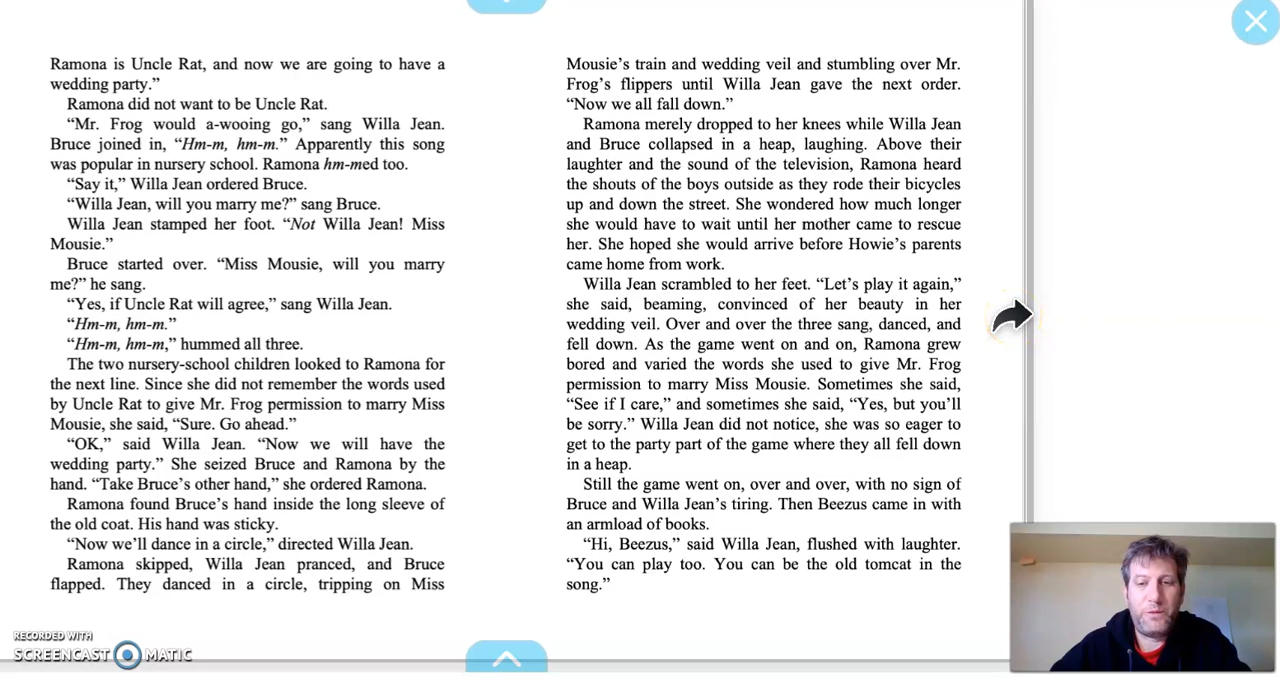 Ramona is Uncle Rat, and now we are going to have a
wedding party.”
Ramona did not want to be Uncle Rat.
“Mr. Frog would a-wooing go,” sang Willa Jean.
Bruce joined in, “Hm-m, hm-m.” Apparently this song
was popular in nursery school. Ramona hm-med too.
“Say it,” Willa Jean ordered Bruce.
“Willa Jean, will you marry me?” sang Bruce.
Willa Jean stamped her foot. “Not Willa Jean! Miss
Mousie.”
Bruce started over. “Miss Mousie, will you marry
me?” he sang.
“Yes, if Uncle Rat will agree,” sang Willa Jean.
“Hm-m, hm-m.”
“Hm-m, hm-m,” hummed all three.
The two nursery-school children looked to Ramona for
the next line. Since she did not remember the words used
by Uncle Rat to give Mr. Frog permission to marry Miss
Mousie, she said, “Sure. Go ahead.”
“OK,” said Willa Jean. “Now we will have the
wedding party.” She seized Bruce and Ramona by the
hand. “Take Bruce’s other hand,” she ordered Ramona.
Ramona found Bruce’s hand inside the long sleeve of
the old coat. His hand was sticky.
“Now we’ll dance in a circle,” directed Willa Jean.
Ramona skipped, Willa Jean pranced, and Bruce
flapped. They danced in a circle, tripping on Miss
Mousie’s train and wedding veil and stumbling over Mr.
Frog’s flippers until Willa Jean gave the next order.
“Now we all fall down.”
Ramona merely dropped to her knees while Willa Jean
and Bruce collapsed in a heap, laughing. Above their
laughter and the sound of the television, Ramona heard
the shouts of the boys outside as they rode their bicycles
up and down the street. She wondered how much longer
she would have to wait until her mother came to rescue
her. She hoped she would arrive before Howie’s parents
came home from work.
Willa Jean scrambled to her feet. “Let’s play it again,”
she said, beaming, convinced of her beauty in her
wedding veil. Over and over the three sang, danced, and
fell down. As the game went on and on, Ramona grew
bored and varied the words she used to give Mr. Frog
permission to marry Miss Mousie. Sometimes she said,
“See if I care,” and sometimes she said, “Yes, but you’ll
be sorry.” Willa Jean did not notice, she was so eager to
get to the party part of the game where they all fell down
in a heap.
Still the game went on, over and over, with no sign of
Bruce and Willa Jean’s tiring. Then Beezus came in with
an armload of books.
“Hi, Beezus,” said Willa Jean, flushed with laughter.
“You can play too. You can be the old tomcat in the
song.”
RECORDED WITH
SCREENCAST MATIC